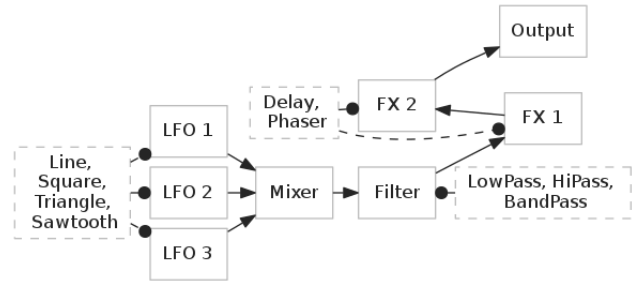 Output
Delay,
Phaser
FX 2
FX 1
LFO 1
Line,
Square,
Triangle,
Sawtooth
LFO 2
Mixer
Filter
LowPass, HiPass,
BandPass
LFO 3